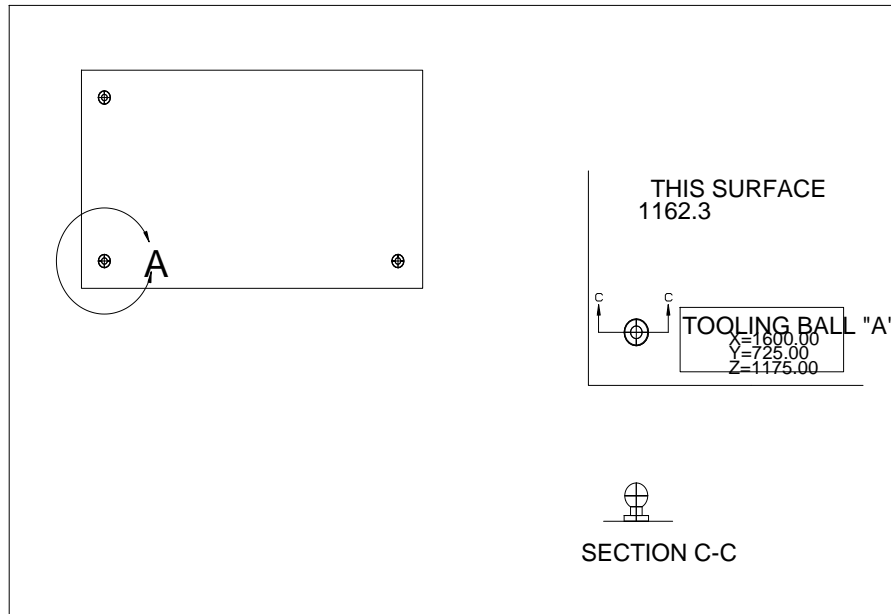 A
THIS SURFACE
1162.3
C C
TOOLING BALL "A"
X=1600.00
Y=725.00
Z=1175.00
SECTION C-C